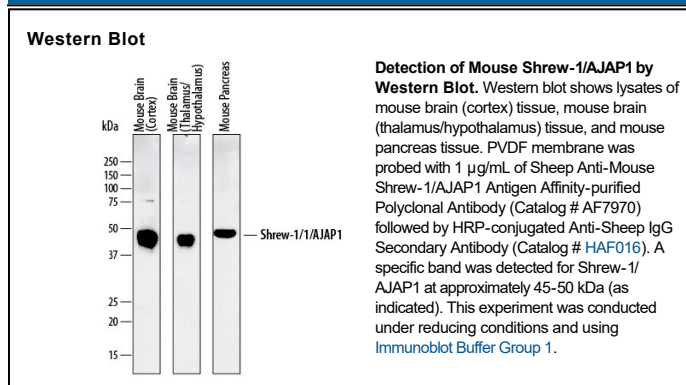 Western Blot
Mouse Brain
(Cortex)
Mouse Brain
(Thalamus/
Hypothalamus)
Mouse Pancreas
kDa
250
150
100
75
50
37
25
20
15
Shrew-1/1/AJAP1
Detection of Mouse Shrew-1/AJAP1 by
Western Blot. Western blot shows lysates of
mouse brain (cortex) tissue, mouse brain
(thalamus/hypothalamus) tissue, and mouse
pancreas tissue. PVDF membrane was
probed with 1 µg/mL of Sheep Anti-Mouse
Shrew-1/AJAP1 Antigen Affinity-purified
Polyclonal Antibody (Catalog # AF7970)
followed by HRP-conjugated Anti-Sheep IgG
Secondary Antibody (Catalog # HAF016). A
specific band was detected for Shrew-1/
AJAP1 at approximately 45-50 kDa (as
indicated). This experiment was conducted
under reducing conditions and using
Immunoblot Buffer Group 1.